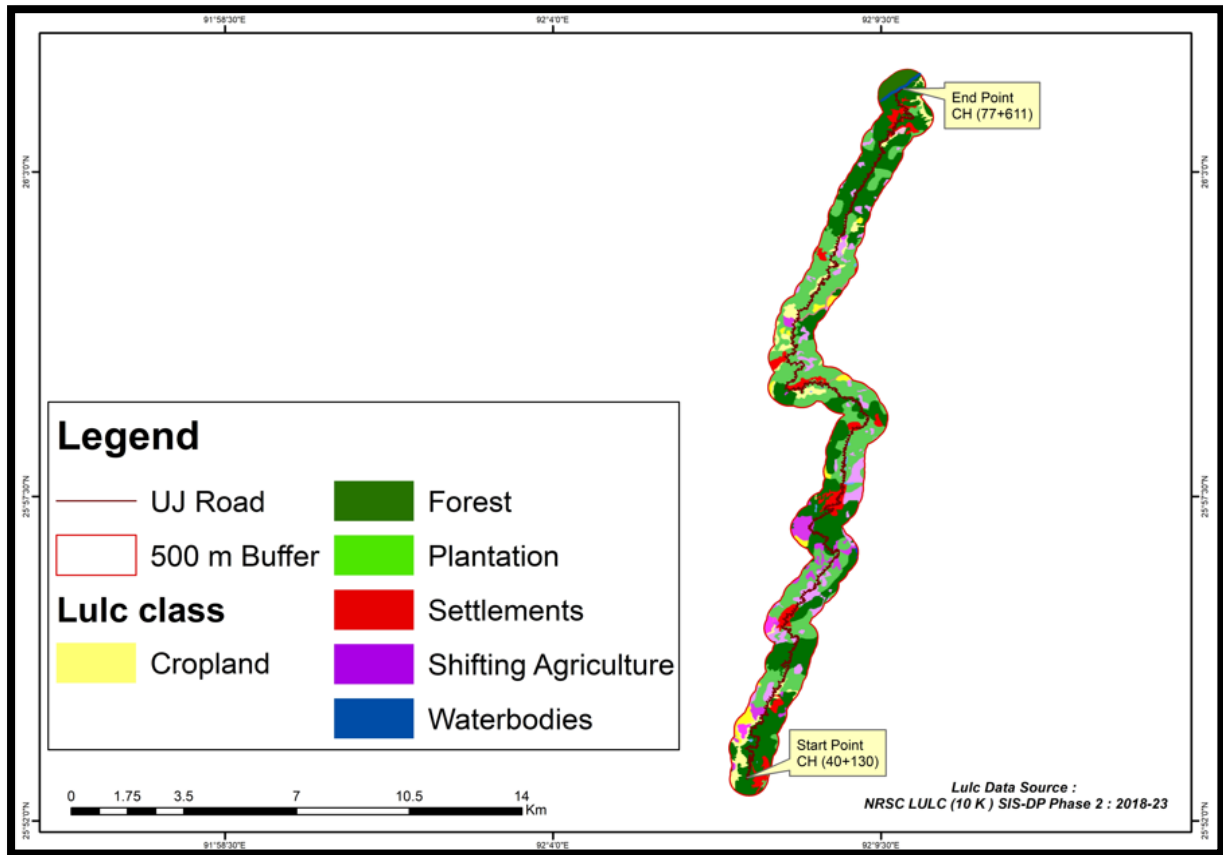 91°58'30"E
92°4'0"E
92°9'30"E
End Point
CH (77+611)
26°3'0"N
26°3'0"N
Legend
UJ Road
500 m Buffer
Lulc class
Cropland
Forest
Plantation
Settlements
Shifting Agriculture
Waterbodies
25°57'30"N
25°57'30"N
Start Point
CH (40+130)
0 1.75 3.5 7 10.5 14
Km
Lulc Data Source :
NRSC LULC (10 K ) SIS-DP Phase 2 : 2018-23
25°52'0"N
25°52'0"N
91°58'30"E
92°4'0"E
92°9'30"E